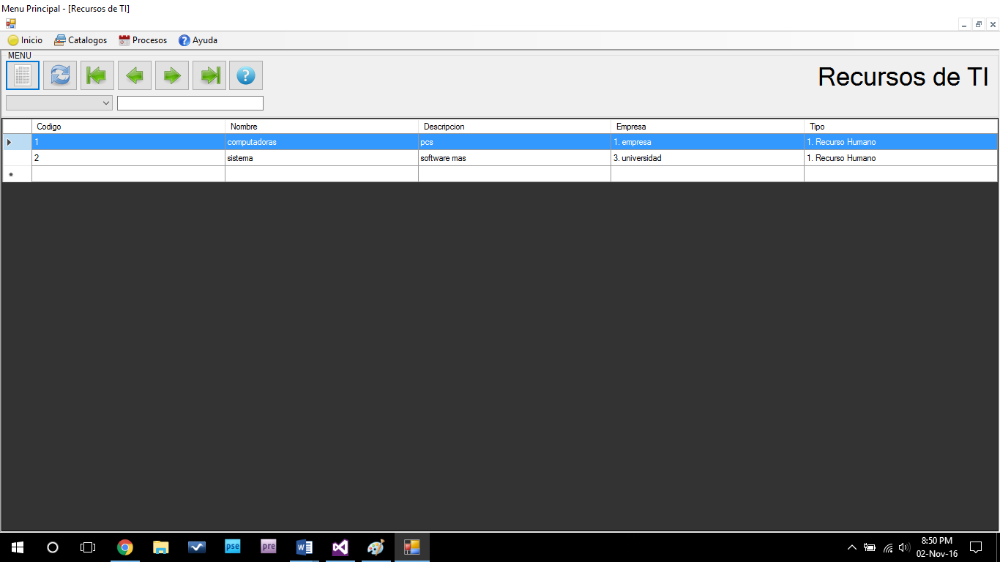 Menu Principal - [Recursos de TI]
Inicio Catalogos Procesos Ayuda
MENU
Recursos de TI
Codigo Nombre Descripcion Empresa Tipo
1 computadoras pcs 1. empresa 1. Recurso Humano
2 sistema software mas 3. universidad 1. Recurso Humano
pse pre
8:50 PM
02-Nov-16